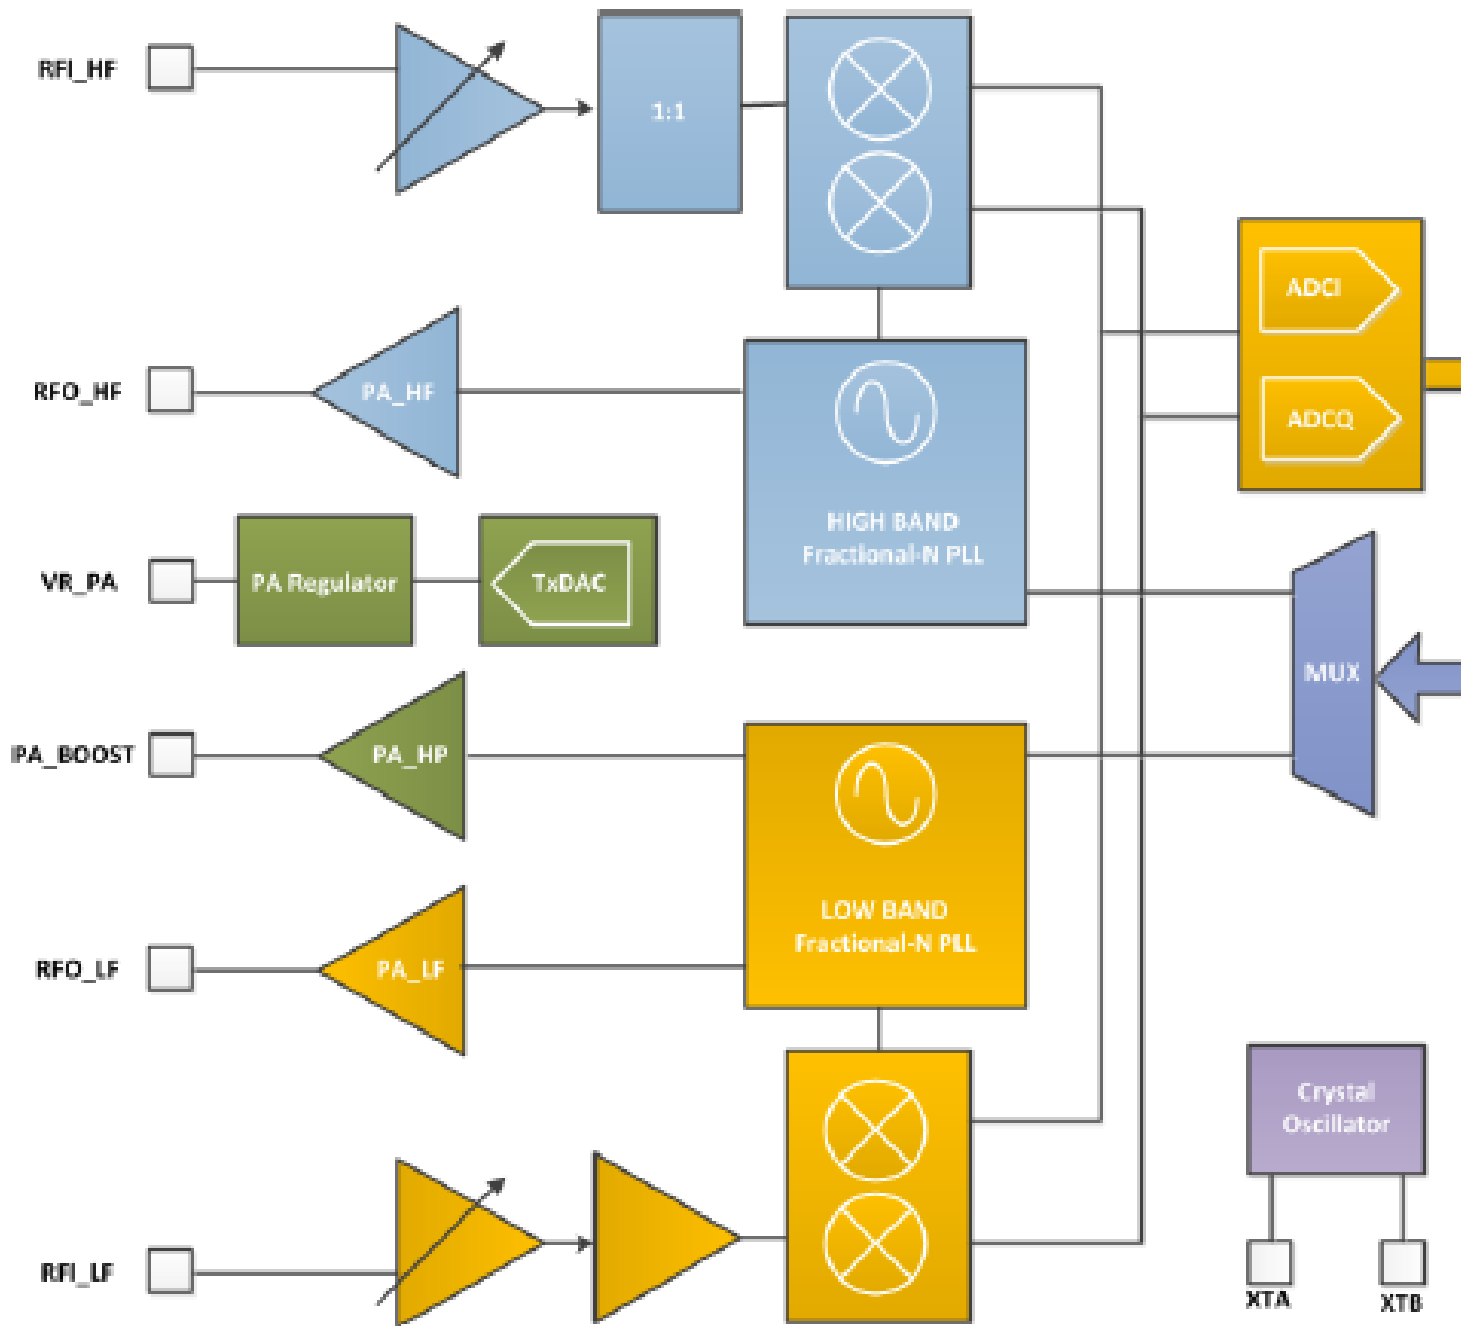 RFI_HF
1:1
ADCI
RFO_HF
PA_HF
ADCQ
HIGH BAND
Fractional-N PLL
VR_PA
PA Regulator
TxDAC
MUX
PA_BOOST
PA_HP
LOW BAND
Fractional-N PLL
RFO_LF
PA_LF
Crystal
Oscillator
RFI_LF
XTA
XTB